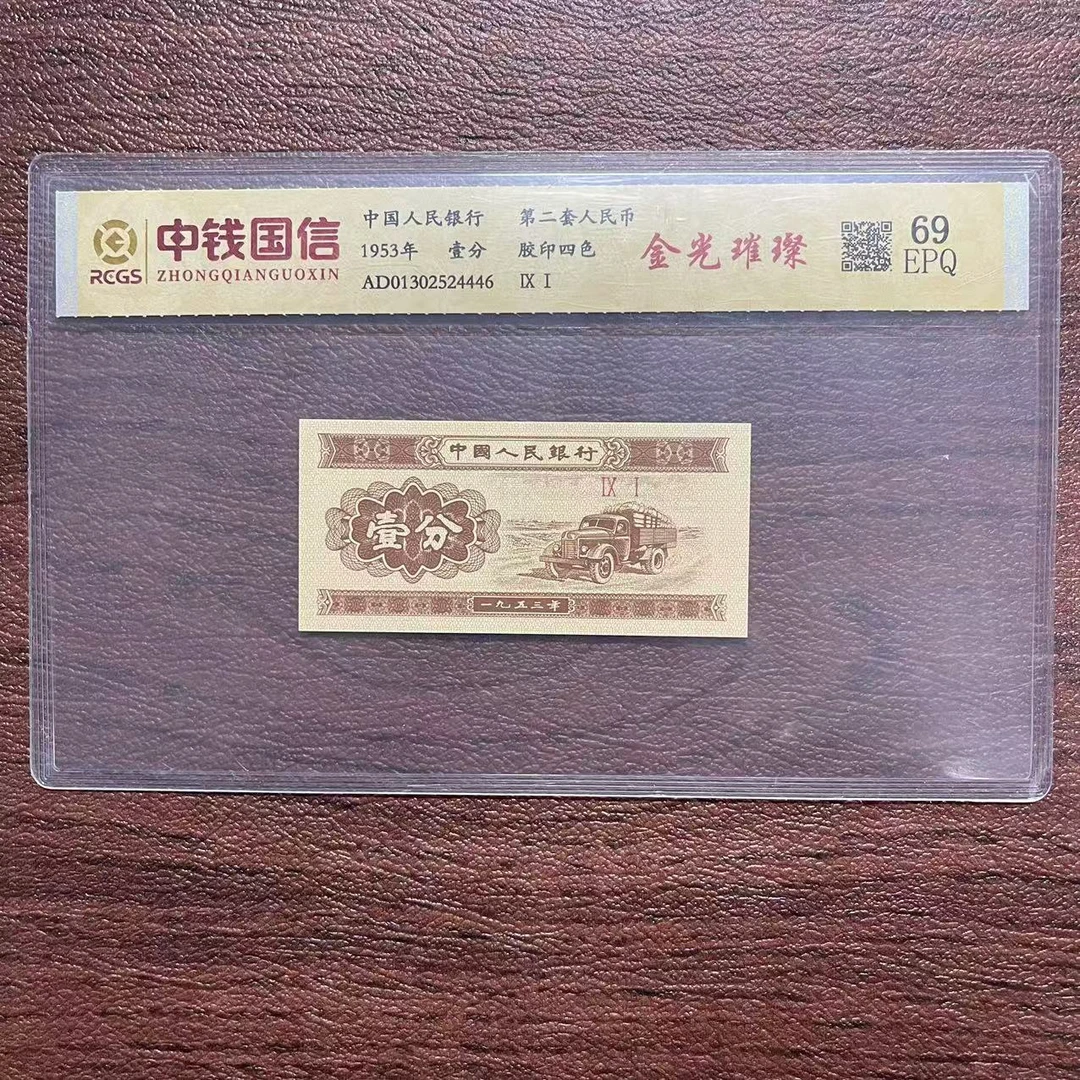 RCGS
中钱国信
ZHONGQIANGUOXIN
中国人民银行 第二套人民币
1953年 壹分 胶印四色
AD01302524446 Ⅸ Ⅰ
金光璀璨
69
EPQ
中國人民銀行
Ⅸ Ⅰ
壹分
一九五三年